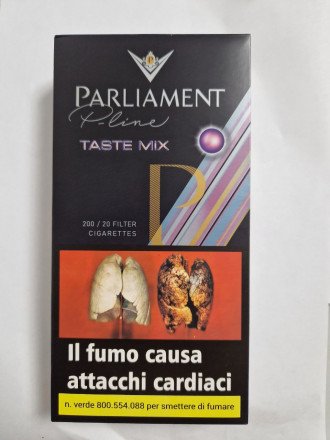 P
PARLIAMENT
P-line
TASTE MIX
P
200 / 20 FILTER
CIGARETTES
Il fumo causa
attacchi cardiaci
n. verde 800.554.088 per smettere di fumare